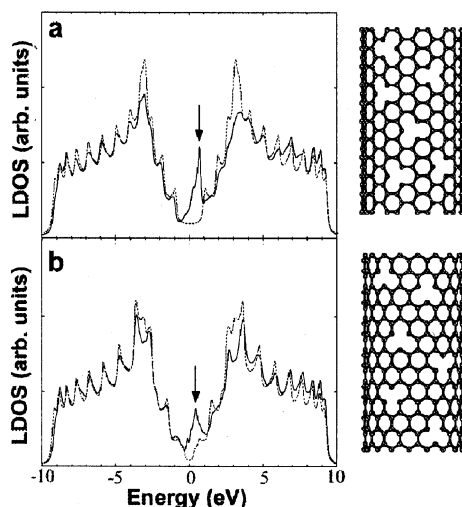 a
LDOS (arb. units)
b
LDOS (arb. units)
-10 -5 0 5 10
Energy (eV)